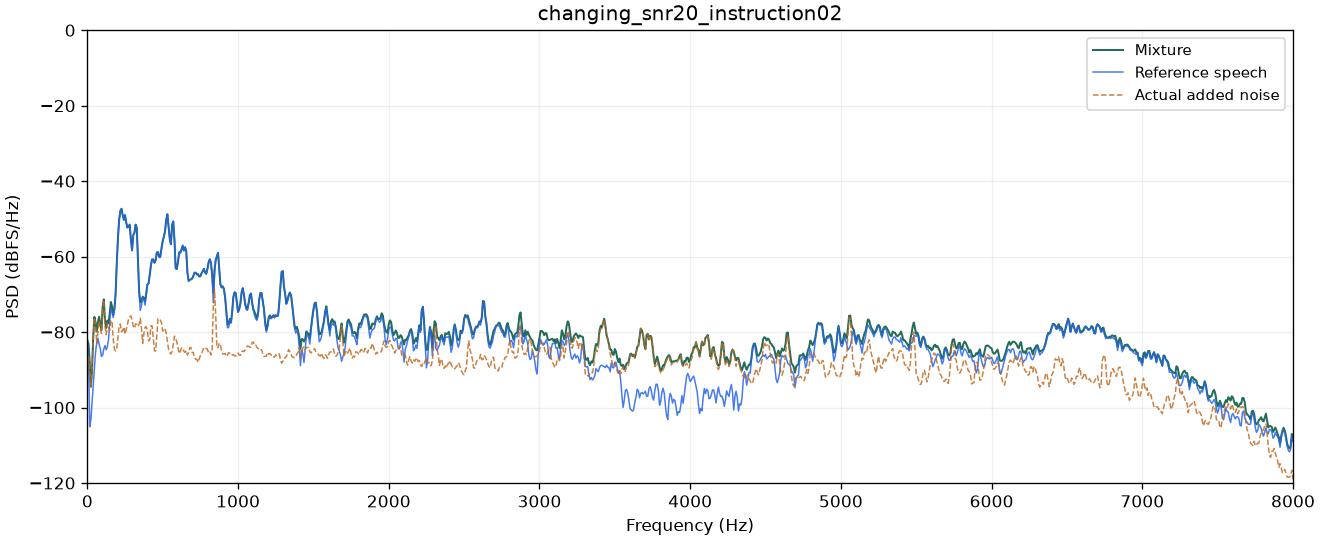 changing_snr20_instruction02
Mixture
Reference speech
Actual added noise
PSD (dBFS/Hz)
0
−20
−40
−60
−80
−100
−120
0 1000 2000 3000 4000 5000 6000 7000 8000
Frequency (Hz)